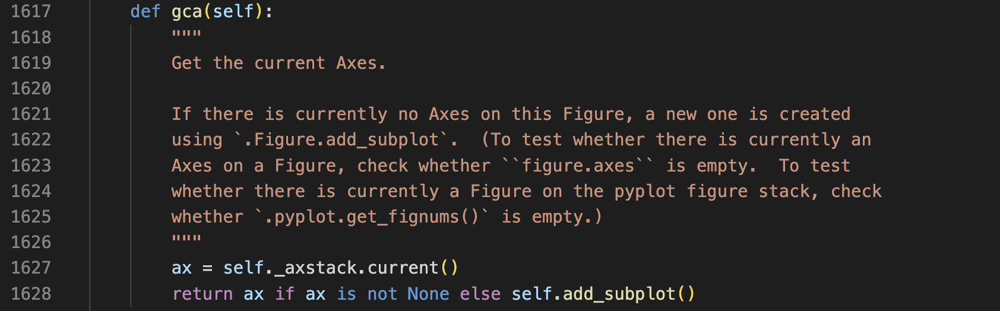 1617 def gca(self):
1618 """
1619 Get the current Axes.
1620
1621 If there is currently no Axes on this Figure, a new one is created
1622 using `.Figure.add_subplot`.  (To test whether there is currently an
1623 Axes on a Figure, check whether ``figure.axes`` is empty.  To test
1624 whether there is currently a Figure on the pyplot figure stack, check
1625 whether `.pyplot.get_fignums()` is empty.)
1626 """
1627 ax = self._axstack.current()
1628 return ax if ax is not None else self.add_subplot()